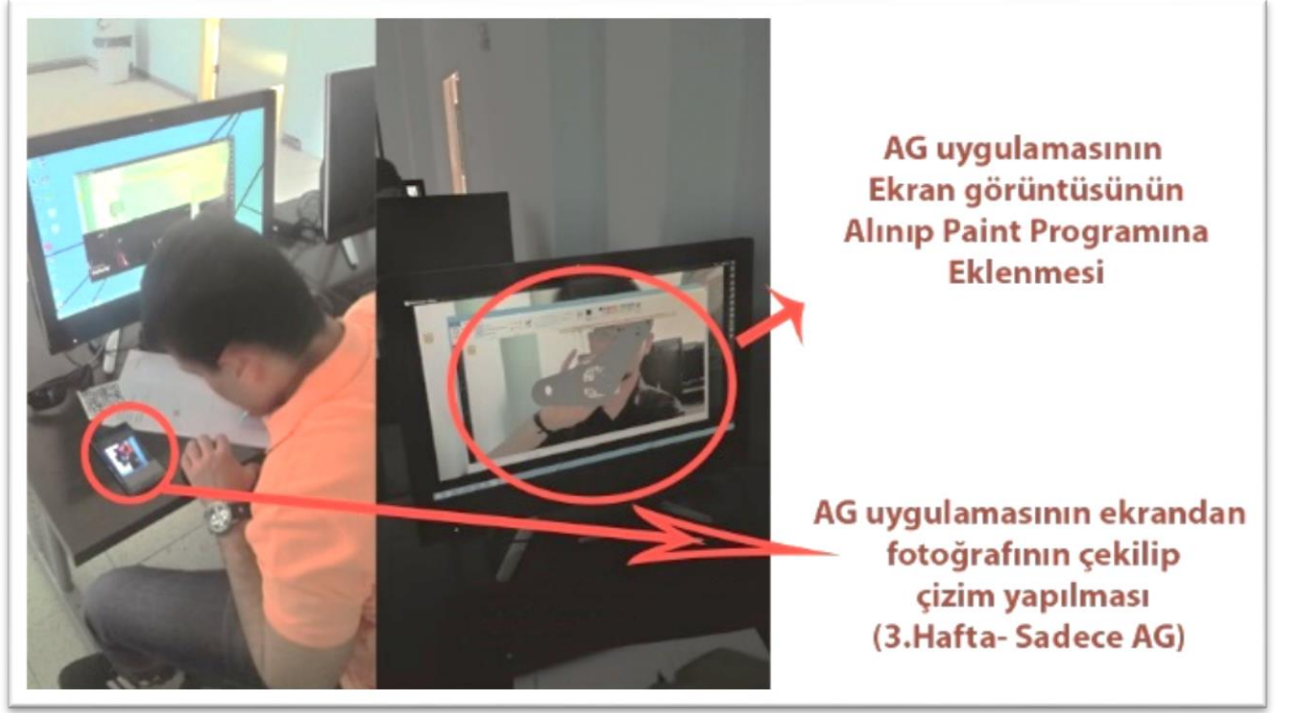 AG uygulamasının
Ekran görüntüsünün
Alınıp Paint Programına
Eklenmesi
AG uygulamasının ekrandan
fotoğrafının çekilip
çizim yapılması
(3.Hafta- Sadece AG)